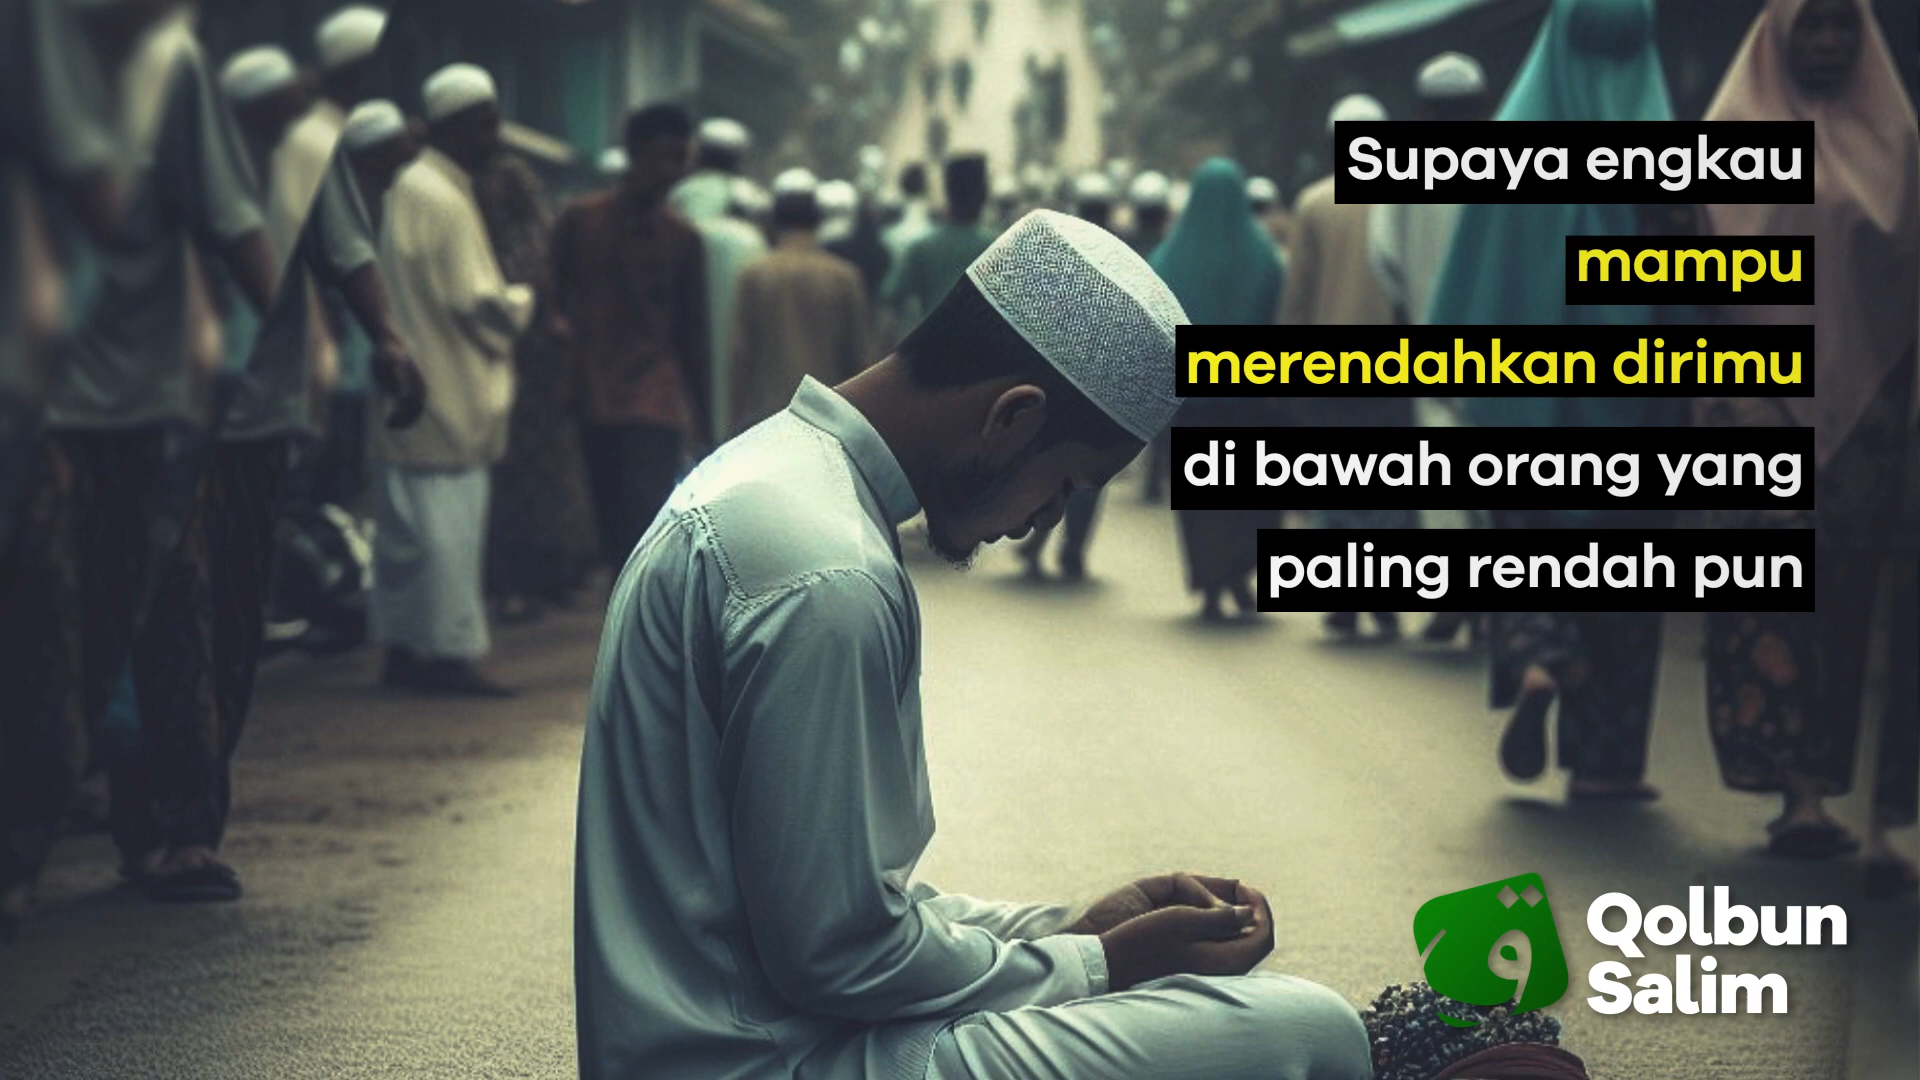 Supaya engkau
mampu
merendahkan dirimu
di bawah orang yang
paling rendah pun
Qolbun
Salim